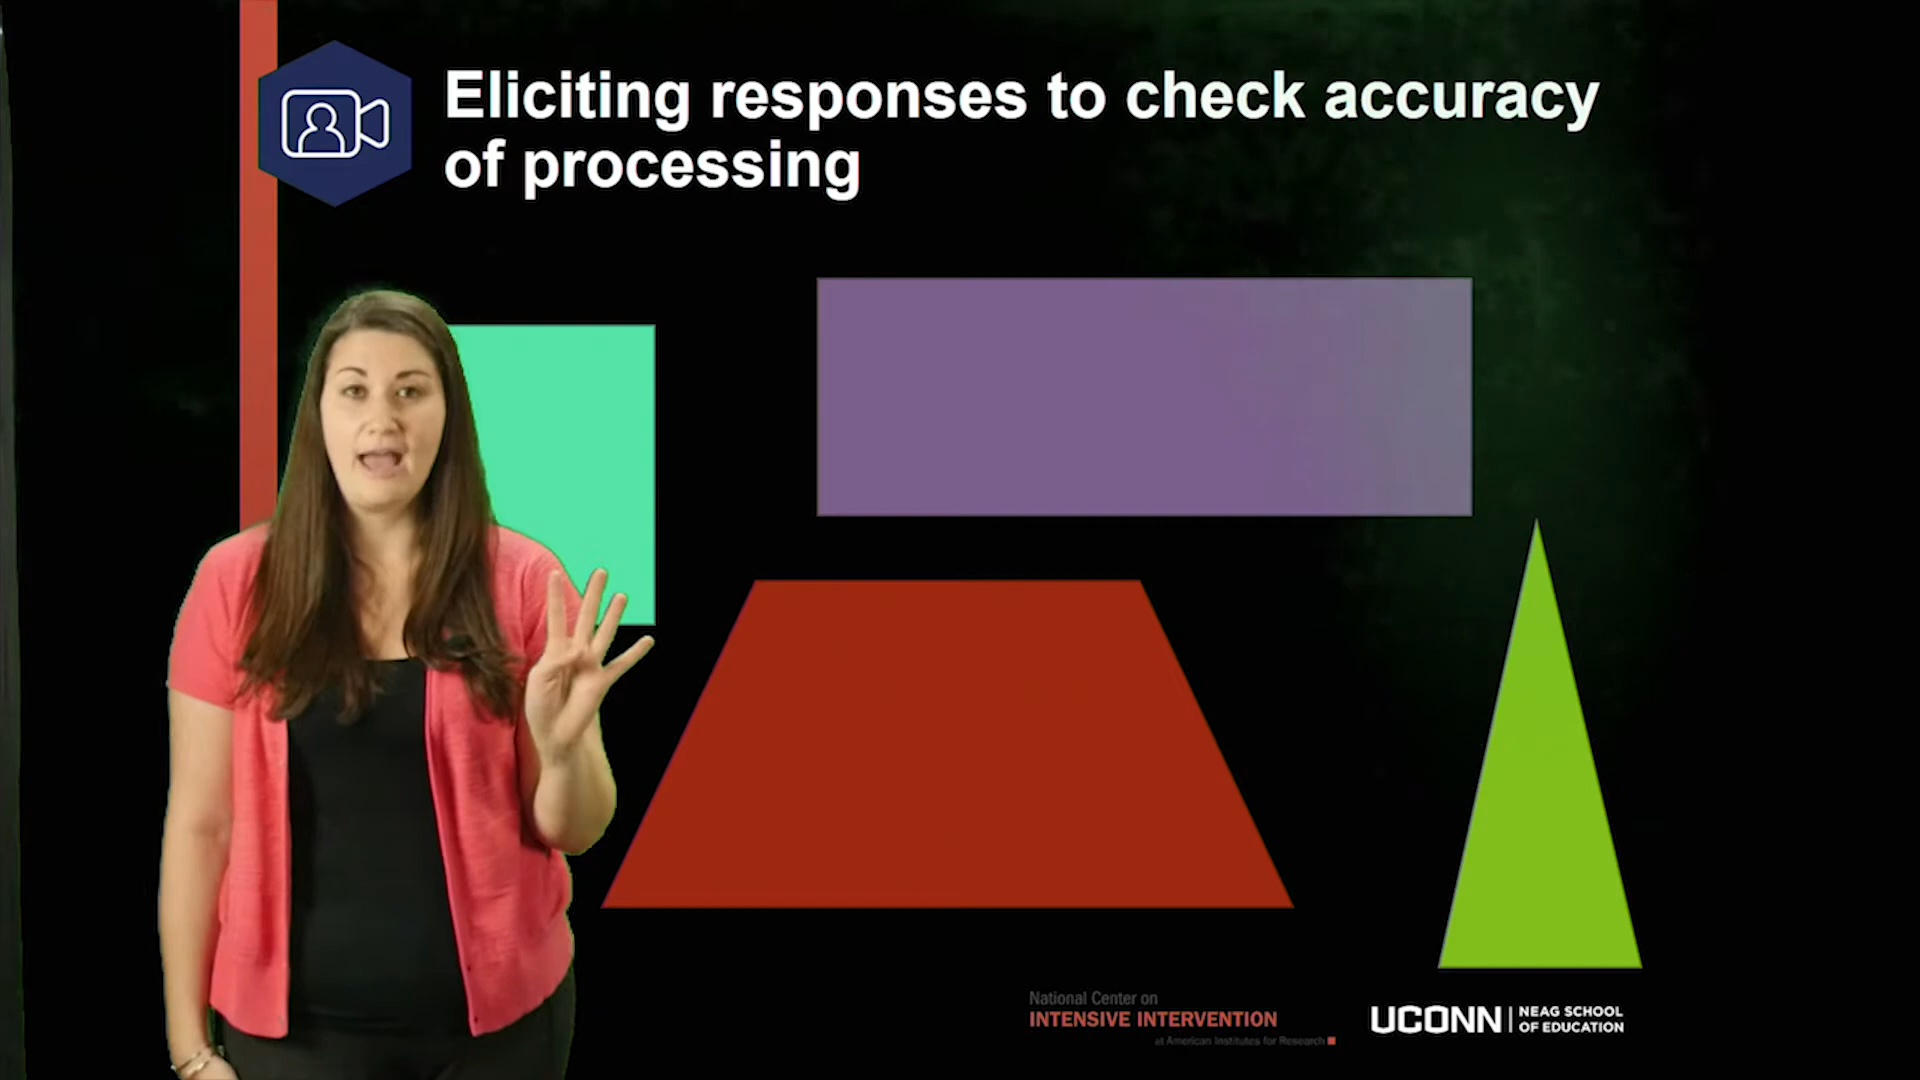 Eliciting responses to check accuracy
of processing
National Center on
INTENSIVE INTERVENTION
at American Institutes for Research
UCONN
NEAG SCHOOL
OF EDUCATION